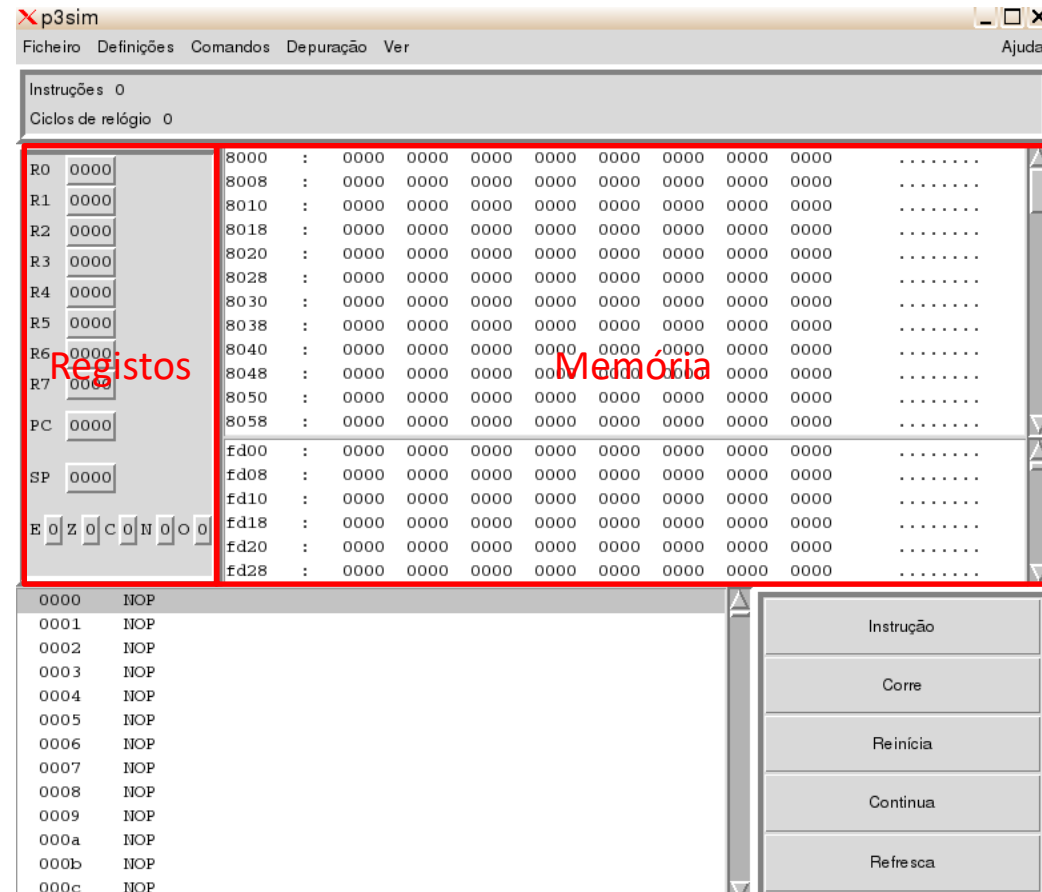 p3sim
Ficheiro Definições Comandos Depuração Ver Ajuda
Instruções 0
Ciclos de relógio 0
R0 0000
R1 0000
R2 0000
R3 0000
R4 0000
R5 0000
R6 0000
R7 0000
PC 0000
SP 0000
E 0 Z 0 C 0 N 0 O 0
Registos
8000 : 0000 0000 0000 0000 0000 0000 0000 0000 ........
8008 : 0000 0000 0000 0000 0000 0000 0000 0000 ........
8010 : 0000 0000 0000 0000 0000 0000 0000 0000 ........
8018 : 0000 0000 0000 0000 0000 0000 0000 0000 ........
8020 : 0000 0000 0000 0000 0000 0000 0000 0000 ........
8028 : 0000 0000 0000 0000 0000 0000 0000 0000 ........
8030 : 0000 0000 0000 0000 0000 0000 0000 0000 ........
8038 : 0000 0000 0000 0000 0000 0000 0000 0000 ........
8040 : 0000 0000 0000 0000 0000 0000 0000 0000 ........
8048 : 0000 0000 0000 0000 0000 0000 0000 0000 ........
8050 : 0000 0000 0000 0000 0000 0000 0000 0000 ........
8058 : 0000 0000 0000 0000 0000 0000 0000 0000 ........
Memória
fd00 : 0000 0000 0000 0000 0000 0000 0000 0000 ........
fd08 : 0000 0000 0000 0000 0000 0000 0000 0000 ........
fd10 : 0000 0000 0000 0000 0000 0000 0000 0000 ........
fd18 : 0000 0000 0000 0000 0000 0000 0000 0000 ........
fd20 : 0000 0000 0000 0000 0000 0000 0000 0000 ........
fd28 : 0000 0000 0000 0000 0000 0000 0000 0000 ........
0000 NOP
0001 NOP
0002 NOP
0003 NOP
0004 NOP
0005 NOP
0006 NOP
0007 NOP
0008 NOP
0009 NOP
000a NOP
000b NOP
000c NOP
Instrução
Corre
Reinícia
Continua
Refresca